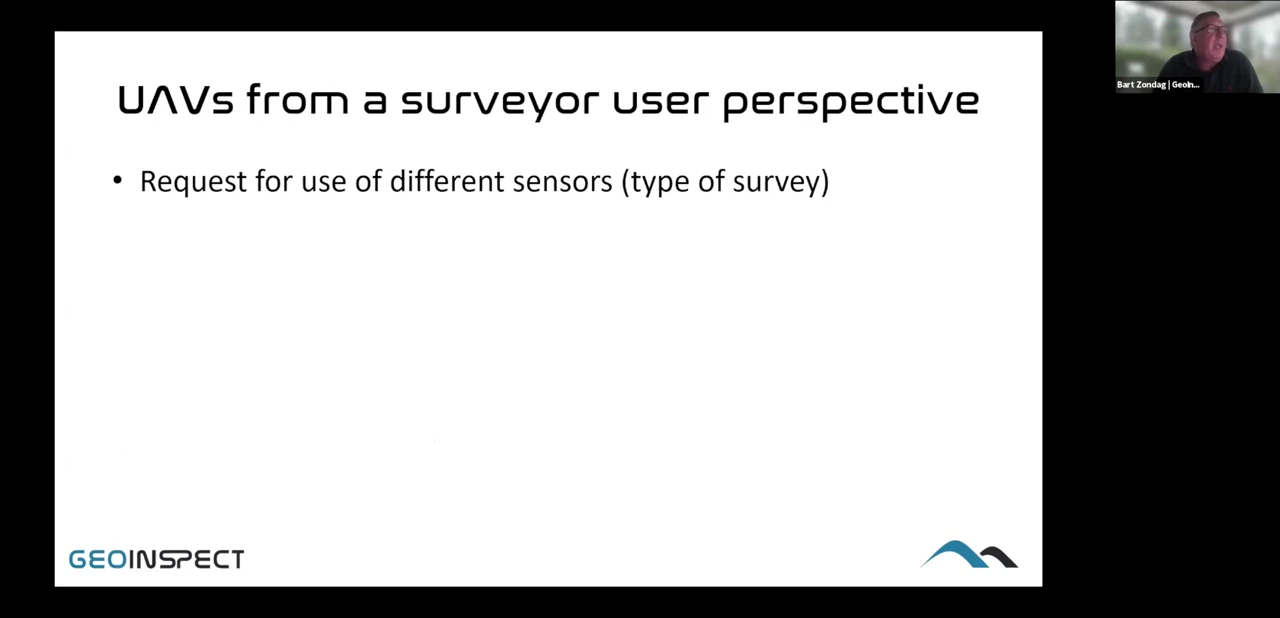 UAVs from a surveyor user perspective
• Request for use of different sensors (type of survey)
GEOINSPECT
Bart Zondag | GeoIn...